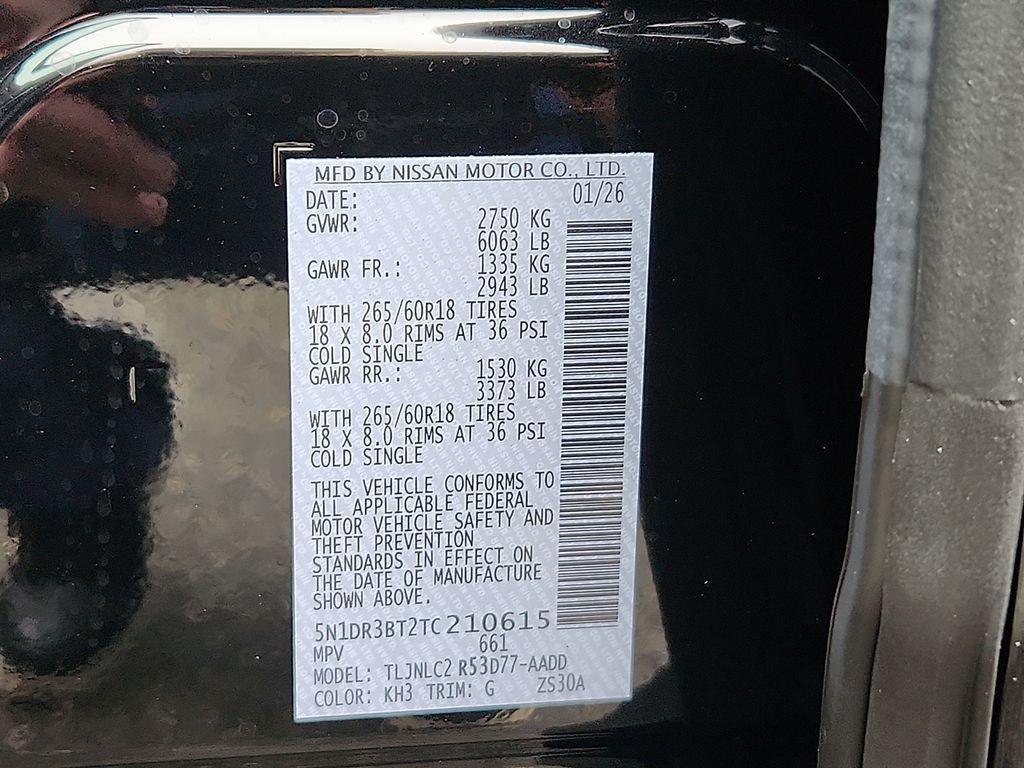 MFD BY NISSAN MOTOR CO., LTD.
DATE: 01/26
GVWR: 2750 KG
6063 LB
GAWR FR.: 1335 KG
2943 LB
WITH 265/60R18 TIRES
18 X 8.0 RIMS AT 36 PSI
COLD SINGLE
GAWR RR.: 1530 KG
3373 LB
WITH 265/60R18 TIRES
18 X 8.0 RIMS AT 36 PSI
COLD SINGLE
THIS VEHICLE CONFORMS TO
ALL APPLICABLE FEDERAL
MOTOR VEHICLE SAFETY AND
THEFT PREVENTION
STANDARDS IN EFFECT ON
THE DATE OF MANUFACTURE
SHOWN ABOVE.
5N1DR3BT2TC210615
MPV 661
MODEL: TLJNLC2 R53D77-AADD
COLOR: KH3 TRIM: G ZS30A